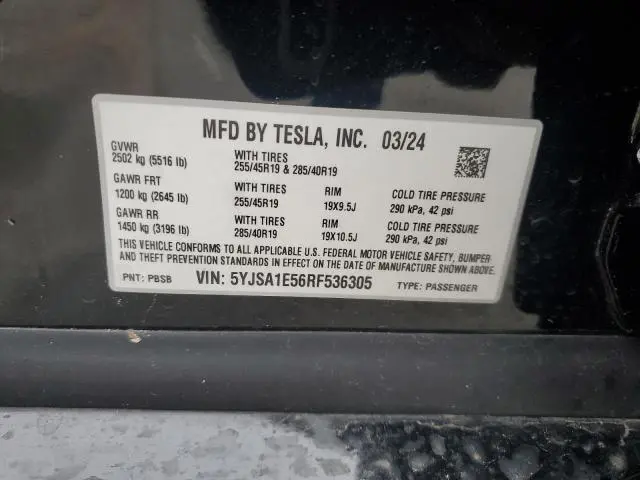 MFD BY TESLA, INC. 03/24
GVWR
2502 kg (5516 lb)
WITH TIRES
255/45R19 & 285/40R19
GAWR FRT
1200 kg (2645 lb)
WITH TIRES
255/45R19
RIM
19X9.5J
COLD TIRE PRESSURE
290 kPa, 42 psi
GAWR RR
1450 kg (3196 lb)
WITH TIRES
285/40R19
RIM
19X10.5J
COLD TIRE PRESSURE
290 kPa, 42 psi
THIS VEHICLE CONFORMS TO ALL APPLICABLE U.S. FEDERAL MOTOR VEHICLE SAFETY, BUMPER
AND THEFT PREVENTION STANDARDS IN EFFECT ON THE DATE OF MANUFACTURE SHOWN ABOVE.
PNT: PBSB VIN: 5YJSA1E56RF536305 TYPE: PASSENGER